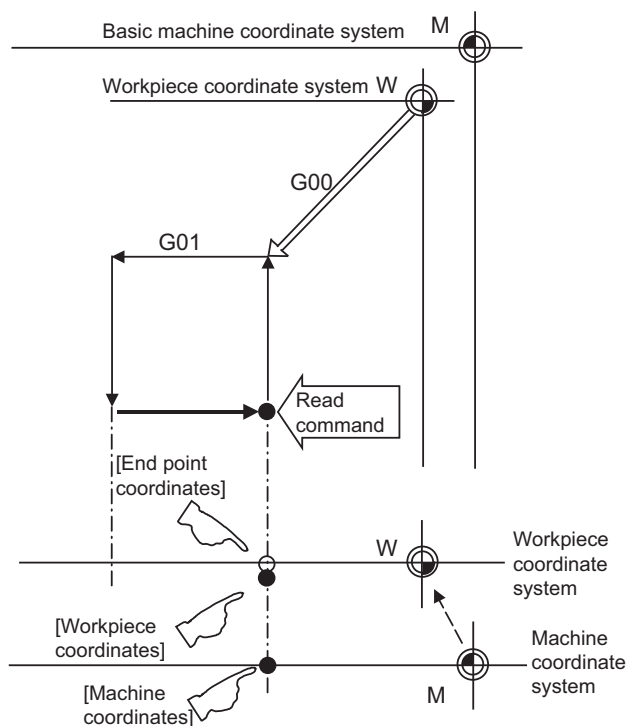 Basic machine coordinate system
M
Workpiece coordinate system
W
G00
G01
Read
command
[End point
coordinates]
W
Workpiece
coordinate
system
[Workpiece
coordinates]
Machine
coordinate
system
[Machine
coordinates]
M